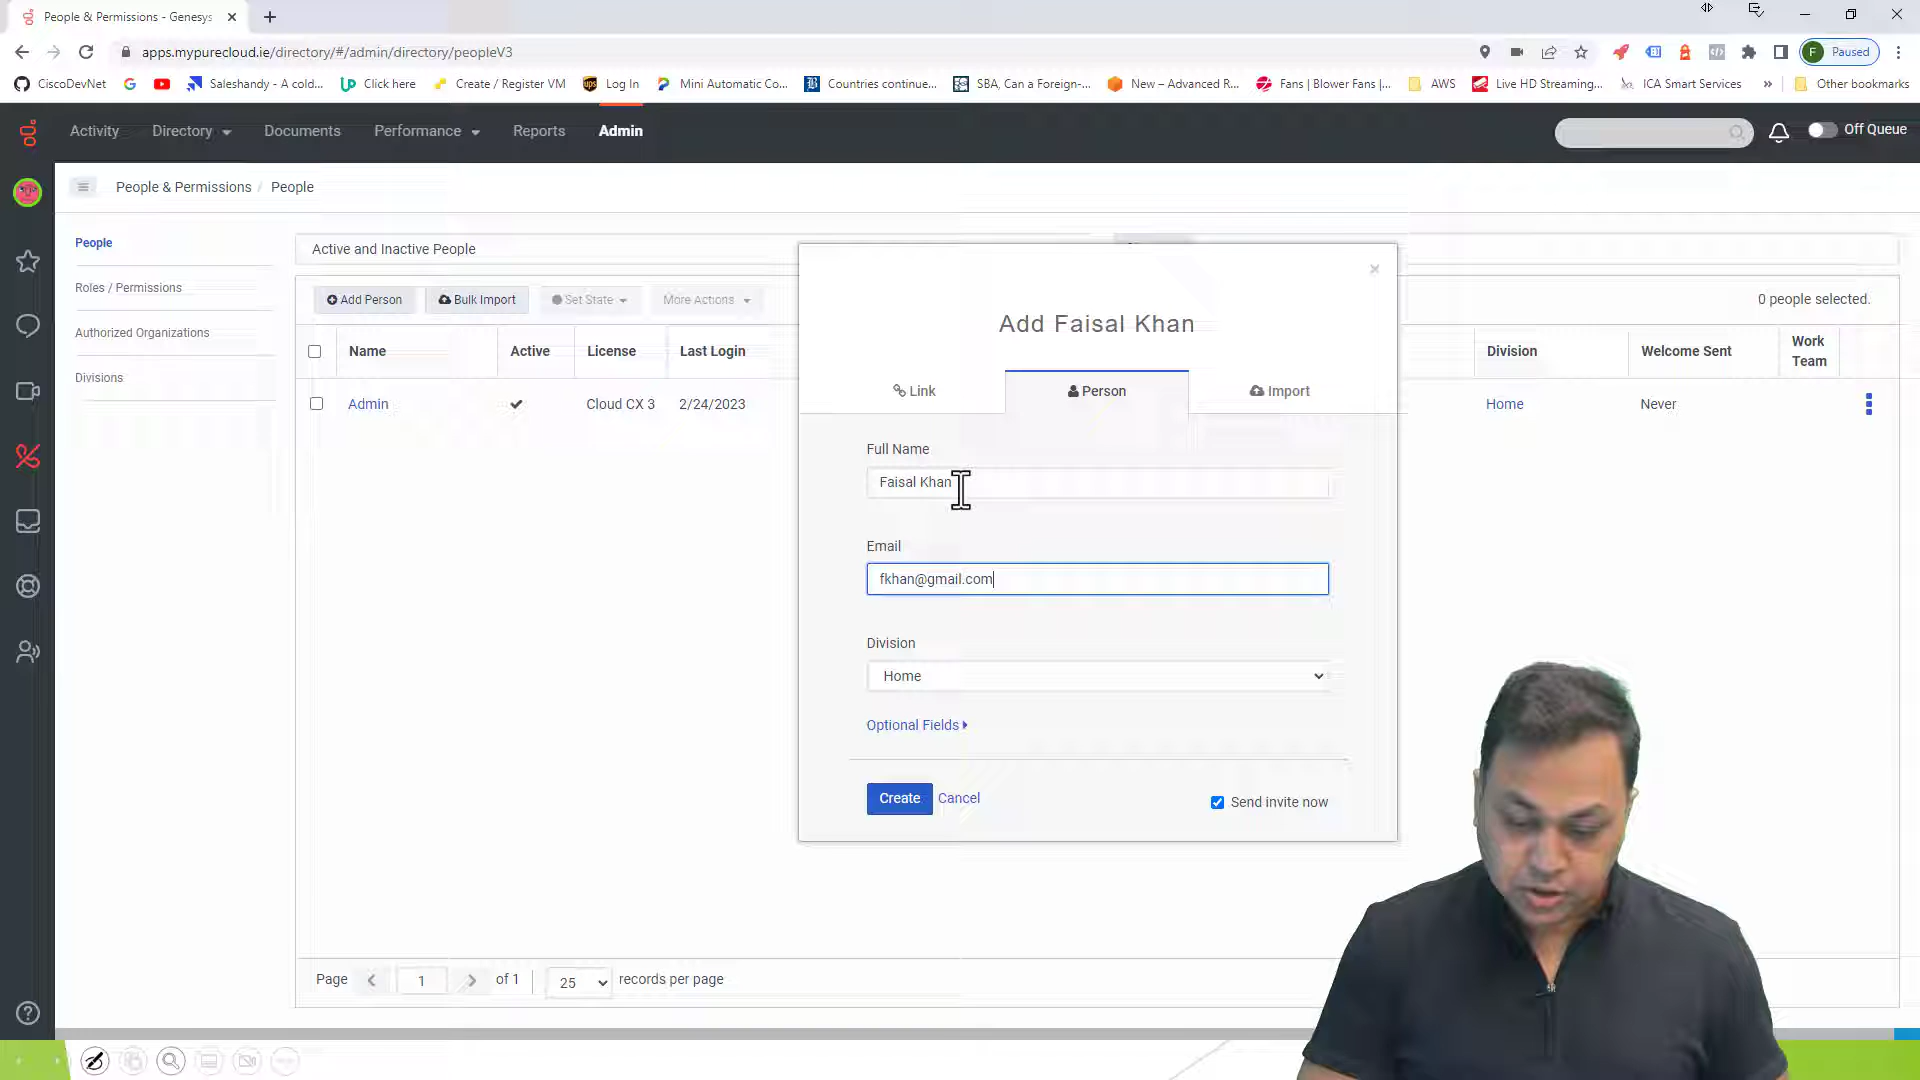 People & Permissions - Genesys
apps.mypurecloud.ie/directory/#/admin/directory/peopleV3
F Paused
CiscoDevNet
Saleshandy - A cold...
Click here
Create / Register VM
Log In
Mini Automatic Co...
Countries continue...
SBA, Can a Foreign-...
New – Advanced R...
Fans | Blower Fans |...
AWS
Live HD Streaming...
ICA Smart Services
»
Other bookmarks
Activity
Directory
Documents
Performance
Reports
Admin
Off Queue
People & Permissions / People
People
Roles / Permissions
Authorized Organizations
Divisions
Active and Inactive People
Add Person
Bulk Import
Set State
More Actions
0 people selected.
Name
Active
License
Last Login
Division
Welcome Sent
Work
Team
Admin
Cloud CX 3
2/24/2023
Home
Never
×
Add Faisal Khan
Link
Person
Import
Full Name
Faisal Khan
Email
fkhan@gmail.com
Division
Home
Optional Fields
Create
Cancel
Send invite now
Page
1
of 1
25
records per page